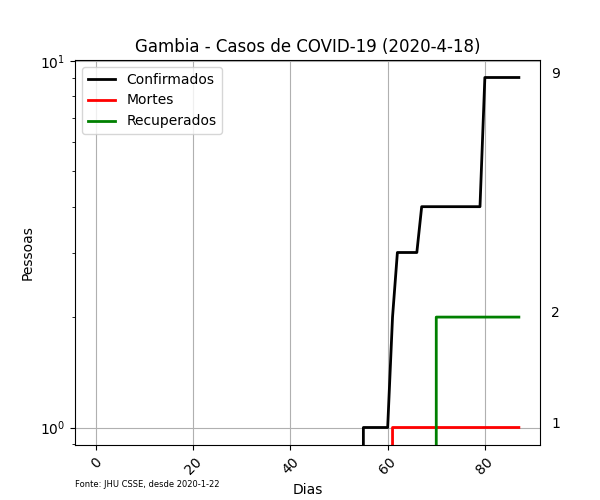 Gambia - Casos de COVID-19 (2020-4-18)
Confirmados
Mortes
Recuperados
Pessoas
10¹
10⁰
9
2
1
0
20
40
60
80
Dias
Fonte: JHU CSSE, desde 2020-1-22